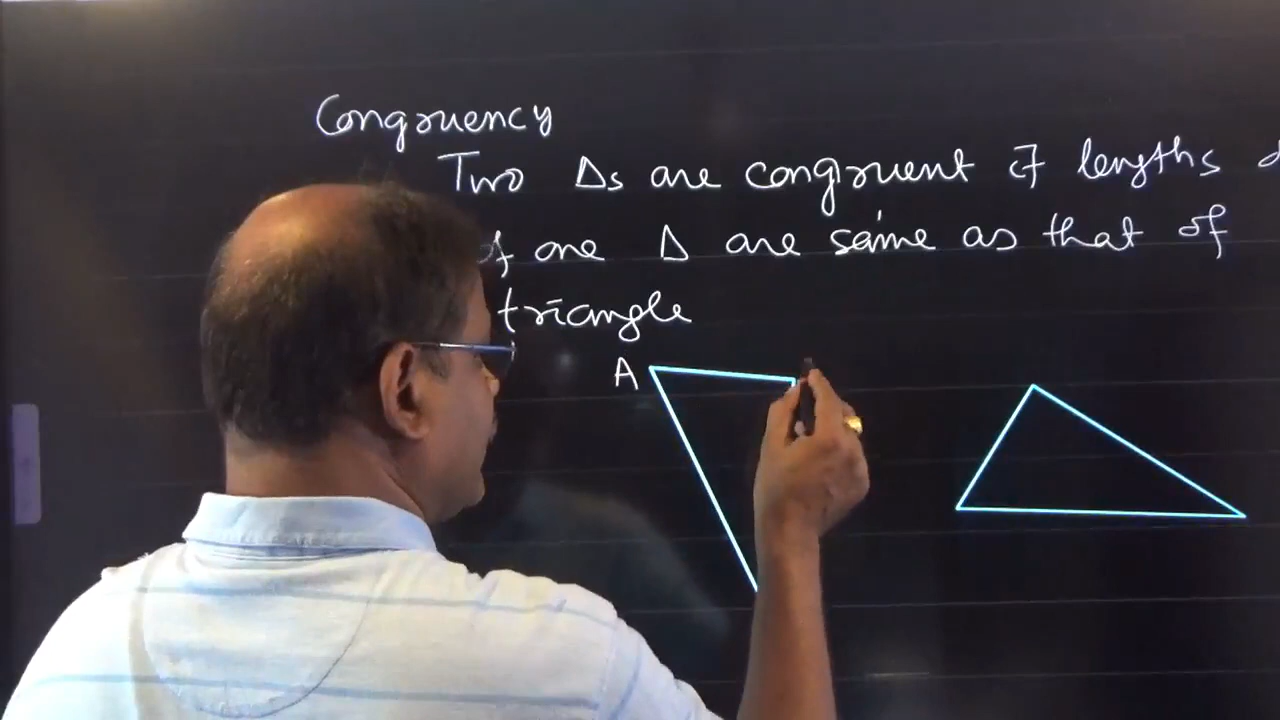 Congruency
Two Δs are congruent if lengths
of one Δ are same as that of
triangle
A